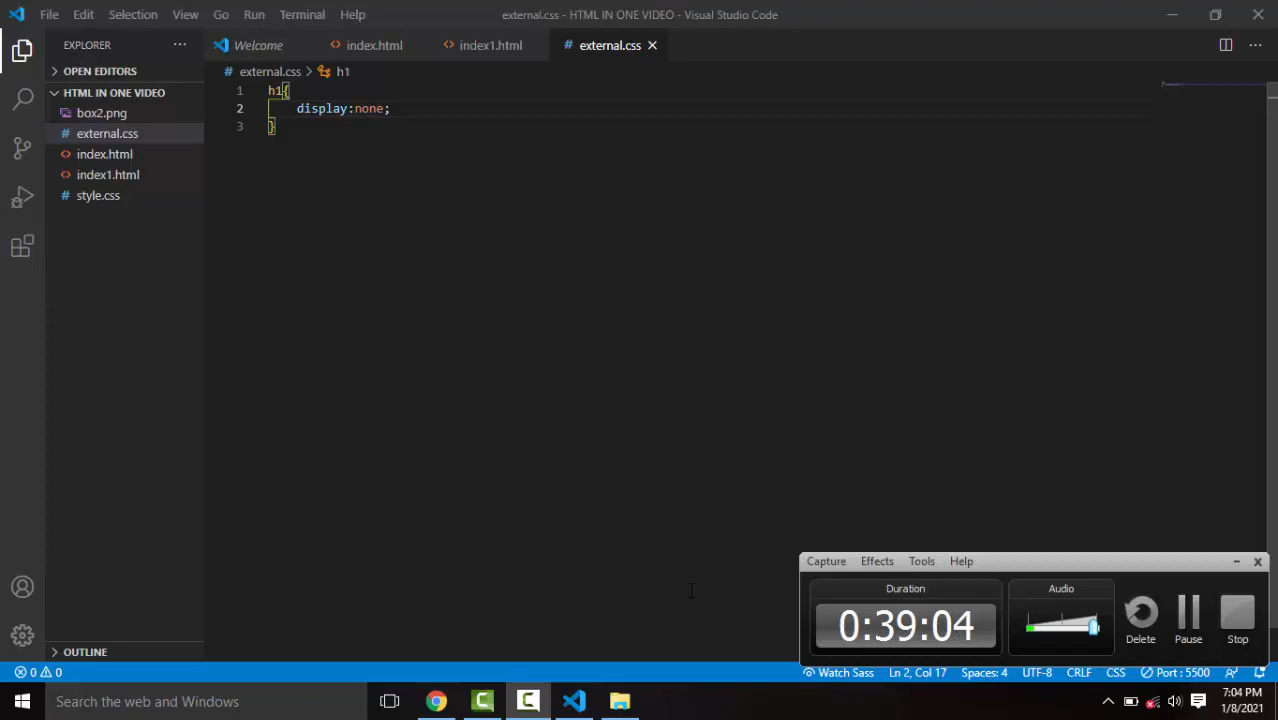 File Edit Selection View Go Run Terminal Help external.css - HTML IN ONE VIDEO - Visual Studio Code
EXPLORER ··· Welcome <> index.html <> index1.html # external.css ×
OPEN EDITORS # external.css > h1
HTML IN ONE VIDEO
box2.png
# external.css
<> index.html
<> index1.html
# style.css
1 h1{
2 display:none;
3 }
OUTLINE
Capture Effects Tools Help
Duration Audio
0:39:04
Delete Pause Stop
0 0 Watch Sass Ln 2, Col 17 Spaces: 4 UTF-8 CRLF CSS Port : 5500
Search the web and Windows
7:04 PM
1/8/2021